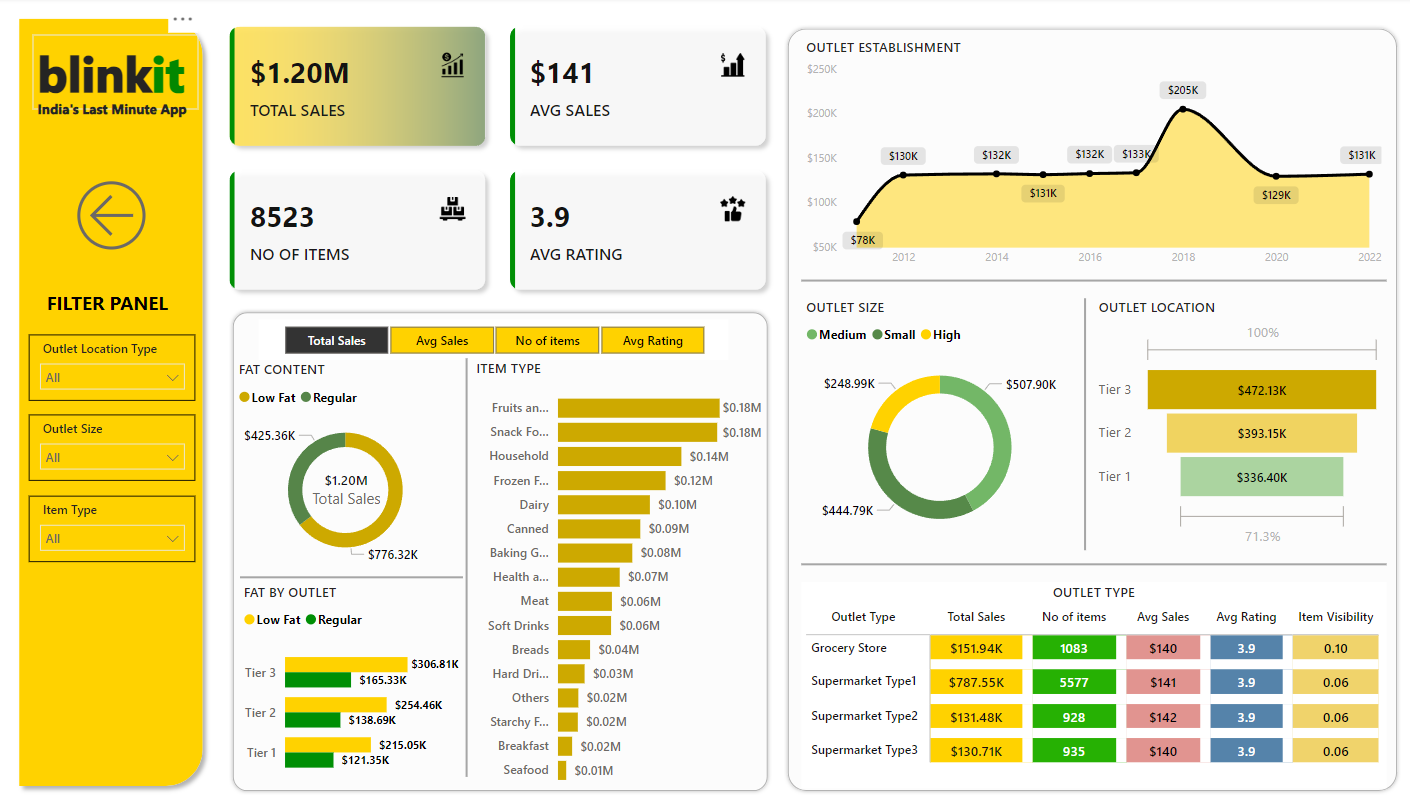 blinkit
India's Last Minute App
FILTER PANEL
Outlet Location Type
All
Outlet Size
All
Item Type
All
$1.20M
TOTAL SALES
$141
AVG SALES
8523
NO OF ITEMS
3.9
AVG RATING
Total Sales Avg Sales No of items Avg Rating
FAT CONTENT
Low Fat Regular
$425.36K
$1.20M
Total Sales
$776.32K
FAT BY OUTLET
Low Fat Regular
Tier 3 $306.81K
$165.33K
Tier 2 $254.46K
$138.69K
Tier 1 $215.05K
$121.35K
ITEM TYPE
Fruits an... $0.18M
Snack Fo... $0.18M
Household $0.14M
Frozen F... $0.12M
Dairy $0.10M
Canned $0.09M
Baking G... $0.08M
Health a... $0.07M
Meat $0.06M
Soft Drinks $0.06M
Breads $0.04M
Hard Dri... $0.03M
Others $0.02M
Starchy F... $0.02M
Breakfast $0.02M
Seafood $0.01M
OUTLET ESTABLISHMENT
$250K
$200K
$150K
$100K
$50K
$78K
$130K
$132K
$131K
$132K
$133K
$205K
$129K
$131K
2012 2014 2016 2018 2020 2022
OUTLET SIZE
Medium Small High
$248.99K
$507.90K
$444.79K
OUTLET LOCATION
100%
Tier 3 $472.13K
Tier 2 $393.15K
Tier 1 $336.40K
71.3%
OUTLET TYPE
Outlet Type Total Sales No of items Avg Sales Avg Rating Item Visibility
Grocery Store $151.94K 1083 $140 3.9 0.10
Supermarket Type1 $787.55K 5577 $141 3.9 0.06
Supermarket Type2 $131.48K 928 $142 3.9 0.06
Supermarket Type3 $130.71K 935 $140 3.9 0.06